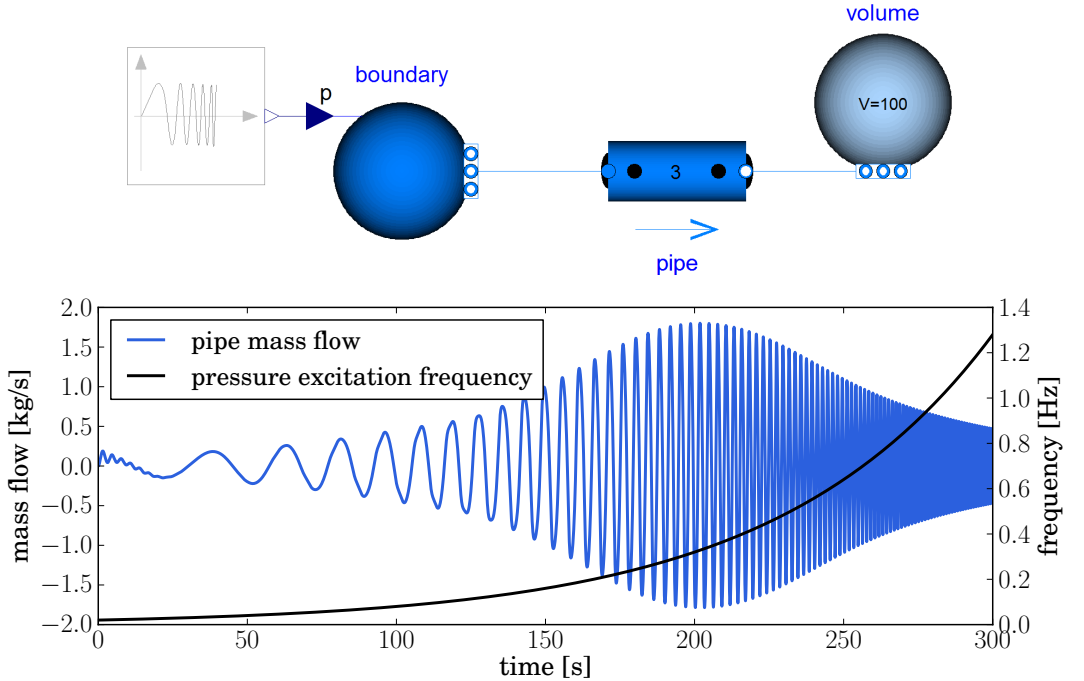 volume
boundary
p
V=100
3
pipe
2.0
1.5
1.0
0.5
0.0
−0.5
−1.0
−1.5
−2.0
mass flow [kg/s]
pipe mass flow
pressure excitation frequency
1.4
1.2
1.0
0.8
0.6
0.4
0.2
0.0
frequency [Hz]
0 50 100 150 200 250 300
time [s]